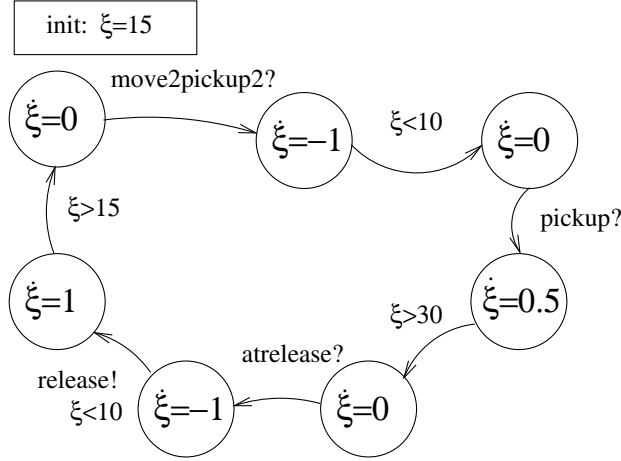 init: ξ=15
move2pickup2?
ξ̇=0
ξ̇=−1
ξ<10
ξ̇=0
pickup?
ξ̇=0.5
ξ>30
ξ̇=0
atrelease?
ξ̇=−1
release!
ξ<10
ξ̇=1
ξ>15